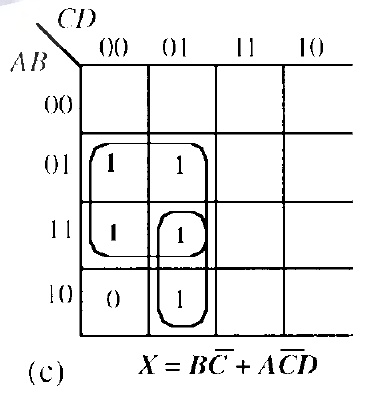 CD
AB 00 01 11 10
00
01 1 1
11 1 1
10 0 1
(c) X = BC̅ + AC̅D